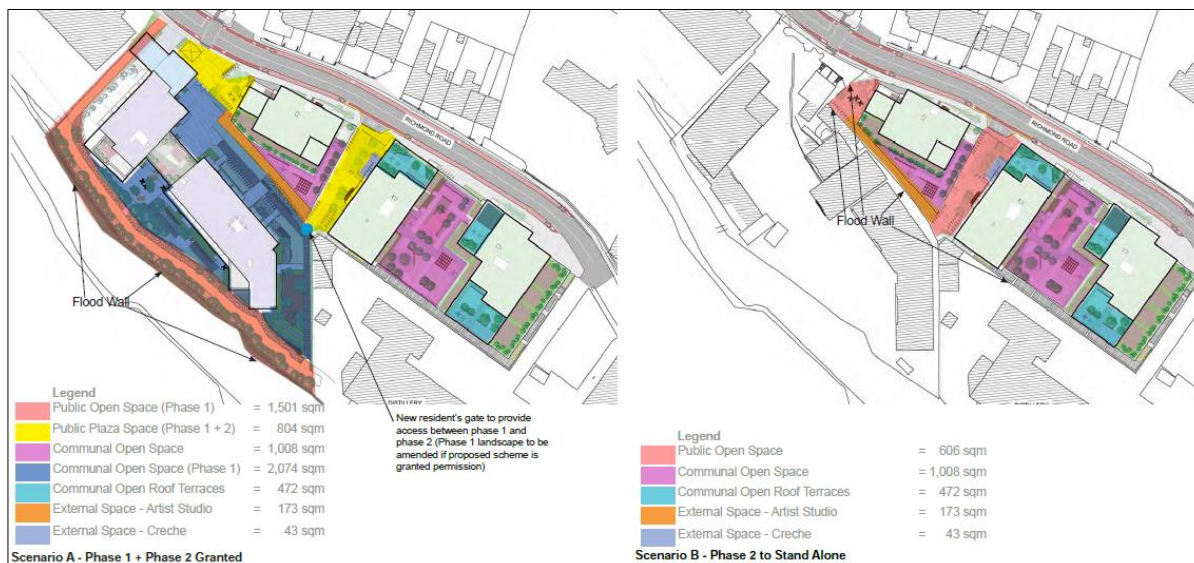 RICHMOND ROAD
Flood Wall
DISTILLERY
New resident's gate to provide
access between phase 1 and
phase 2 (Phase 1 landscape to be
amended if proposed scheme is
granted permission)
Legend
Public Open Space (Phase 1) = 1,501 sqm
Public Plaza Space (Phase 1 + 2) = 804 sqm
Communal Open Space = 1,008 sqm
Communal Open Space (Phase 1) = 2,074 sqm
Communal Open Roof Terraces = 472 sqm
External Space - Artist Studio = 173 sqm
External Space - Creche = 43 sqm
Scenario A - Phase 1 + Phase 2 Granted
RICHMOND ROAD
Flood Wall
DISTILLERY
Legend
Public Open Space = 606 sqm
Communal Open Space = 1,008 sqm
Communal Open Roof Terraces = 472 sqm
External Space - Artist Studio = 173 sqm
External Space - Creche = 43 sqm
Scenario B - Phase 2 to Stand Alone